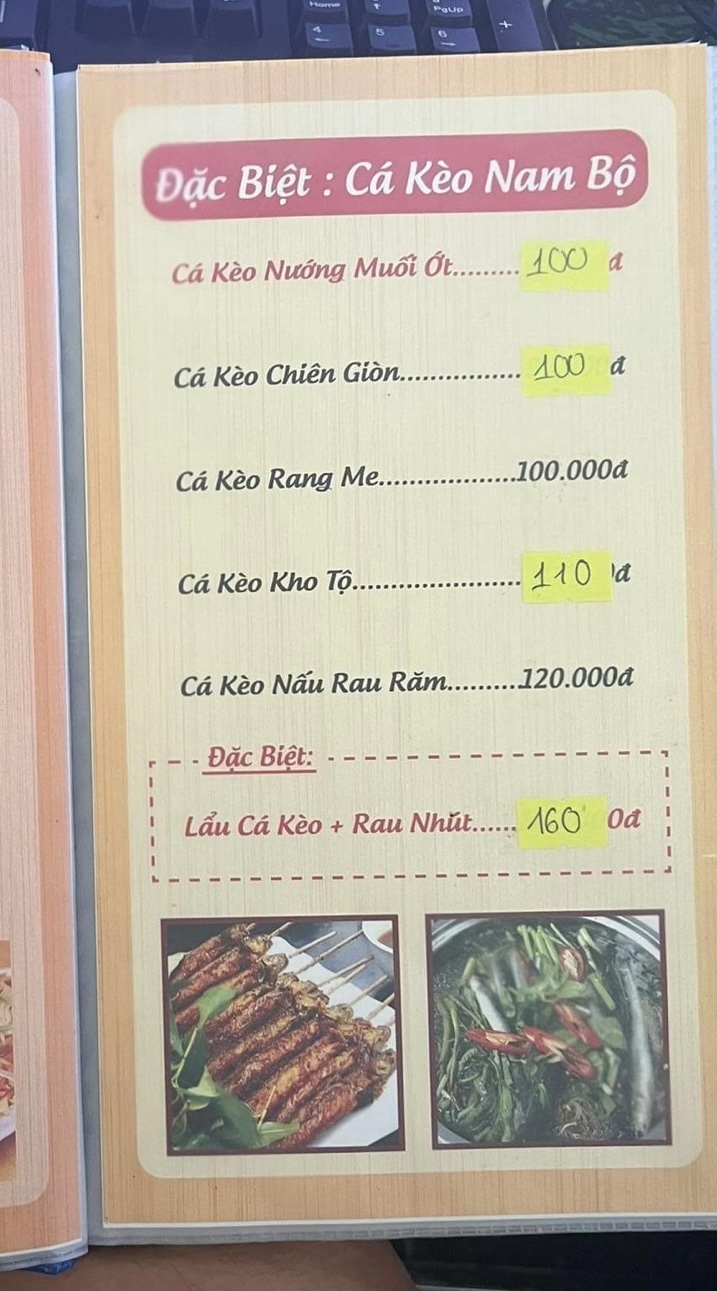 Home
↑
PgUp
4
←
5
6
→
+
Đặc Biệt : Cá Kèo Nam Bộ
Cá Kèo Nướng Muối Ớt.........100 đ
Cá Kèo Chiên Giòn...............100 đ
Cá Kèo Rang Me..................100.000đ
Cá Kèo Kho Tộ......................110 đ
Cá Kèo Nấu Rau Răm.........120.000đ
Đặc Biệt:
Lẩu Cá Kèo + Rau Nhút......160 0đ